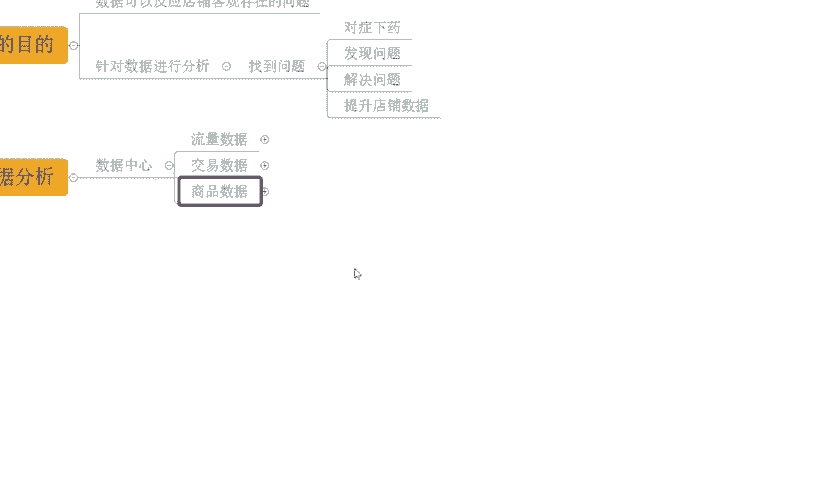 数据可以反应店铺客观存在的问题
的目的
针对数据进行分析
找到问题
对症下药
发现问题
解决问题
提升店铺数据
据分析
数据中心
流量数据
交易数据
商品数据